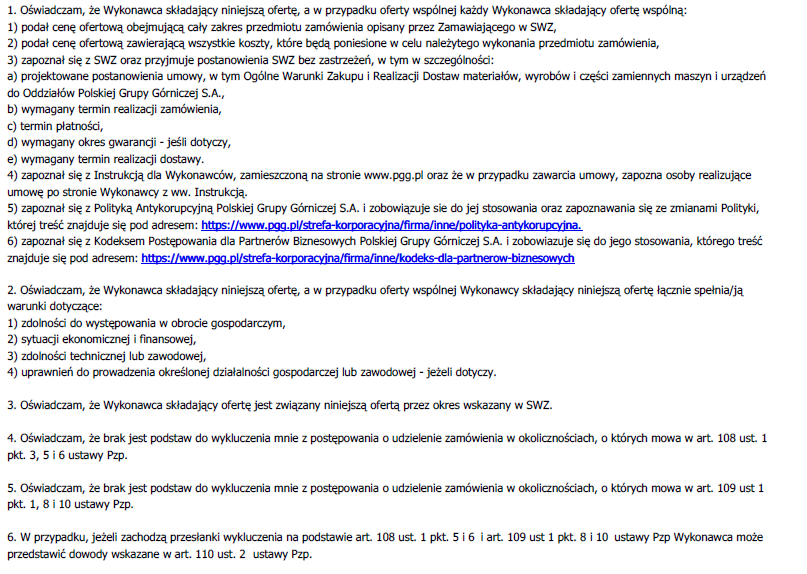 1. Oświadczam, że Wykonawca składający niniejszą ofertę, a w przypadku oferty wspólnej każdy Wykonawca składający ofertę wspólną:
1) podał cenę ofertową obejmującą cały zakres przedmiotu zamówienia opisany przez Zamawiającego w SWZ,
2) podał cenę ofertową zawierającą wszystkie koszty, które będą poniesione w celu należytego wykonania przedmiotu zamówienia,
3) zapoznał się z SWZ oraz przyjmuje postanowienia SWZ bez zastrzeżeń, w tym w szczególności:
a) projektowane postanowienia umowy, w tym Ogólne Warunki Zakupu i Realizacji Dostaw materiałów, wyrobów i części zamiennych maszyn i urządzeń
do Oddziałów Polskiej Grupy Górniczej S.A.,
b) wymagany termin realizacji zamówienia,
c) termin płatności,
d) wymagany okres gwarancji - jeśli dotyczy,
e) wymagany termin realizacji dostawy.
4) zapoznał się z Instrukcją dla Wykonawców, zamieszczoną na stronie www.pgg.pl oraz że w przypadku zawarcia umowy, zapozna osoby realizujące
umowę po stronie Wykonawcy z ww. Instrukcją.
5) zapoznał się z Polityką Antykorupcyjną Polskiej Grupy Górniczej S.A. i zobowiązuje sie do jej stosowania oraz zapoznawania się ze zmianami Polityki,
której treść znajduje się pod adresem: https://www.pgg.pl/strefa-korporacyjna/firma/inne/polityka-antykorupcyjna.
6) zapoznał się z Kodeksem Postępowania dla Partnerów Biznesowych Polskiej Grupy Górniczej S.A. i zobowiazuje się do jego stosowania, którego treść
znajduje się pod adresem: https://www.pgg.pl/strefa-korporacyjna/firma/inne/kodeks-dla-partnerow-biznesowych
2. Oświadczam, że Wykonawca składający niniejszą ofertę, a w przypadku oferty wspólnej Wykonawcy składający niniejszą ofertę łącznie spełnia/ją
warunki dotyczące:
1) zdolności do występowania w obrocie gospodarczym,
2) sytuacji ekonomicznej i finansowej,
3) zdolności technicznej lub zawodowej,
4) uprawnień do prowadzenia określonej działalności gospodarczej lub zawodowej - jeżeli dotyczy.
3. Oświadczam, że Wykonawca składający ofertę jest związany niniejszą ofertą przez okres wskazany w SWZ.
4. Oświadczam, że brak jest podstaw do wykluczenia mnie z postępowania o udzielenie zamówienia w okolicznościach, o których mowa w art. 108 ust. 1
pkt. 3, 5 i 6 ustawy Pzp.
5. Oświadczam, że brak jest podstaw do wykluczenia mnie z postępowania o udzielenie zamówienia w okolicznościach, o których mowa w art. 109 ust 1
pkt. 1, 8 i 10 ustawy Pzp.
6. W przypadku, jeżeli zachodzą przesłanki wykluczenia na podstawie art. 108 ust. 1 pkt. 5 i 6 i art. 109 ust 1 pkt. 8 i 10 ustawy Pzp Wykonawca może
przedstawić dowody wskazane w art. 110 ust. 2 ustawy Pzp.